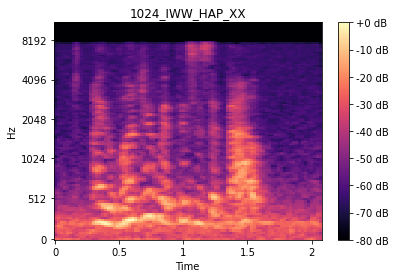 1024_IWW_HAP_XX
+0 dB
8192
-10 dB
4096
-20 dB
-30 dB
2048
Hz
-40 dB
1024
-50 dB
512
-60 dB
-70 dB
0
-80 dB
0 0.5 1 1.5 2
Time